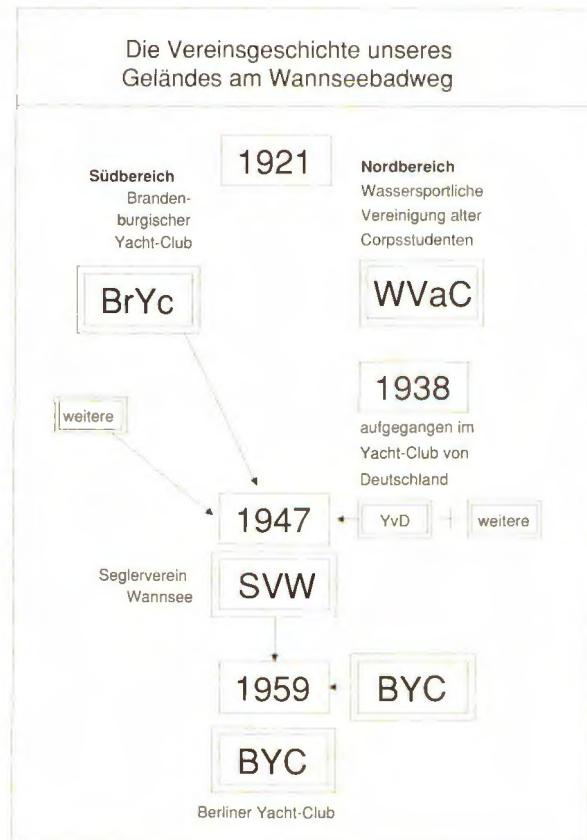 Die Vereinsgeschichte unseres
Geländes am Wannseebadweg
1921
Südbereich
Branden-
burgischer
Yacht-Club
BrYc
Nordbereich
Wassersportliche
Vereinigung alter
Corpsstudenten
WVaC
1938
aufgegangen im
Yacht-Club von
Deutschland
weitere
1947
YvD
weitere
Seglerverein
Wannsee
SVW
1959
BYC
BYC
Berliner Yacht-Club